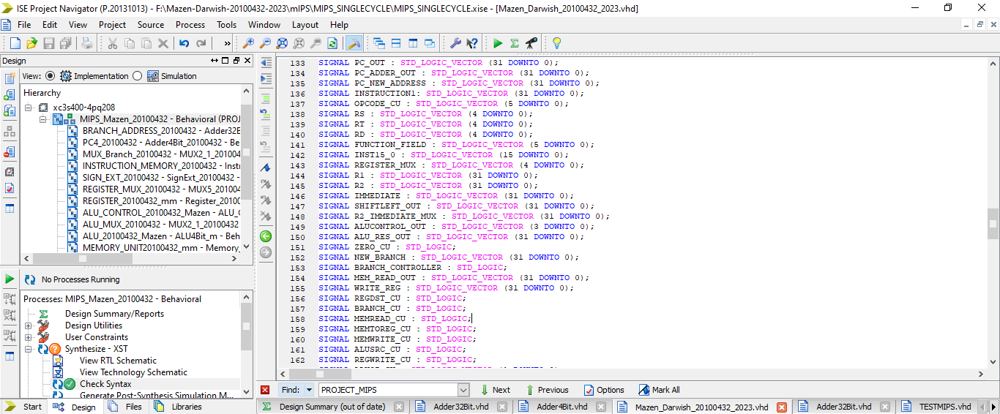 ISE Project Navigator (P.20131013) - F:\Mazen-Darwish-20100432-2023\mIPS\MIPS_SINGLECYCLE\MIPS_SINGLECYCLE.xise - [Mazen_Darwish_20100432_2023.vhd]
File Edit View Project Source Process Tools Window Layout Help
Design
View: Implementation Simulation
Hierarchy
xc3s400-4pq208
MIPS_Mazen_20100432 - Behavioral (PROJ
BRANCH_ADDRESS_20100432 - Adder32B
PC4_20100432 - Adder4Bit_20100432 - Be
MUX_Branch_20100432 - MUX2_1_201004
INSTRUCTION_MEMORY_20100432 - Instr
SIGN_EXT_20100432 - SignExt_20100432 -
REGISTER_MUX_20100432 - MUX5_201004
REGISTER_20100432_mm - Register_20100
ALU_CONTROL_20100432_Mazen - ALU_C
ALU_MUX_20100432 - MUX2_1_20100432
ALU_20100432_Mazen - ALU4Bit_m - Beh
MEMORY_UNIT20100432_mm - Memory_
No Processes Running
Processes: MIPS_Mazen_20100432 - Behavioral
Design Summary/Reports
Design Utilities
User Constraints
Synthesize - XST
View RTL Schematic
View Technology Schematic
Check Syntax
Generate Post-Synthesis Simulation M...
Start Design Files Libraries
133 SIGNAL PC_OUT : STD_LOGIC_VECTOR (31 DOWNTO 0);
134 SIGNAL PC_ADDER_OUT : STD_LOGIC_VECTOR (31 DOWNTO 0);
135 SIGNAL PC_NEW_ADDRESS : STD_LOGIC_VECTOR (31 DOWNTO 0);
136 SIGNAL INSTRUCTION1: STD_LOGIC_VECTOR (31 DOWNTO 0);
137 SIGNAL OPCODE_CU : STD_LOGIC_VECTOR (5 DOWNTO 0);
138 SIGNAL RS : STD_LOGIC_VECTOR (4 DOWNTO 0);
139 SIGNAL RT : STD_LOGIC_VECTOR (4 DOWNTO 0);
140 SIGNAL RD : STD_LOGIC_VECTOR (4 DOWNTO 0);
141 SIGNAL FUNCTION_FIELD : STD_LOGIC_VECTOR (5 DOWNTO 0);
142 SIGNAL INST15_0 : STD_LOGIC_VECTOR (15 DOWNTO 0);
143 SIGNAL REGISTER_MUX : STD_LOGIC_VECTOR (4 DOWNTO 0);
144 SIGNAL R1 : STD_LOGIC_VECTOR (31 DOWNTO 0);
145 SIGNAL R2 : STD_LOGIC_VECTOR (31 DOWNTO 0);
146 SIGNAL IMMEDIATE : STD_LOGIC_VECTOR (31 DOWNTO 0);
147 SIGNAL SHIFTLEFT_OUT : STD_LOGIC_VECTOR (31 DOWNTO 0);
148 SIGNAL R2_IMMEDIATE_MUX : STD_LOGIC_VECTOR (31 DOWNTO 0);
149 SIGNAL ALUCONTROL_OUT : STD_LOGIC_VECTOR (3 DOWNTO 0);
150 SIGNAL ALU_RES_OUT : STD_LOGIC_VECTOR (31 DOWNTO 0);
151 SIGNAL ZERO_CU : STD_LOGIC;
152 SIGNAL NEW_BRANCH : STD_LOGIC_VECTOR (31 DOWNTO 0);
153 SIGNAL BRANCH_CONTROLLER : STD_LOGIC;
154 SIGNAL MEM_READ_OUT : STD_LOGIC_VECTOR (31 DOWNTO 0);
155 SIGNAL WRITE_REG : STD_LOGIC_VECTOR (31 DOWNTO 0);
156 SIGNAL REGDST_CU : STD_LOGIC;
157 SIGNAL BRANCH_CU : STD_LOGIC;
158 SIGNAL MEMREAD_CU : STD_LOGIC;
159 SIGNAL MEMTOREG_CU : STD_LOGIC;
160 SIGNAL MEMWRITE_CU : STD_LOGIC;
161 SIGNAL ALUSRC_CU : STD_LOGIC;
162 SIGNAL REGWRITE_CU : STD_LOGIC;
Find: PROJECT_MIPS Next Previous Options Mark All
Design Summary (out of date) Adder32Bit.vhd Adder4Bit.vhd Mazen_Darwish_20100432_2023.vhd Adder32Bit.vhd TESTMIPS.vhd